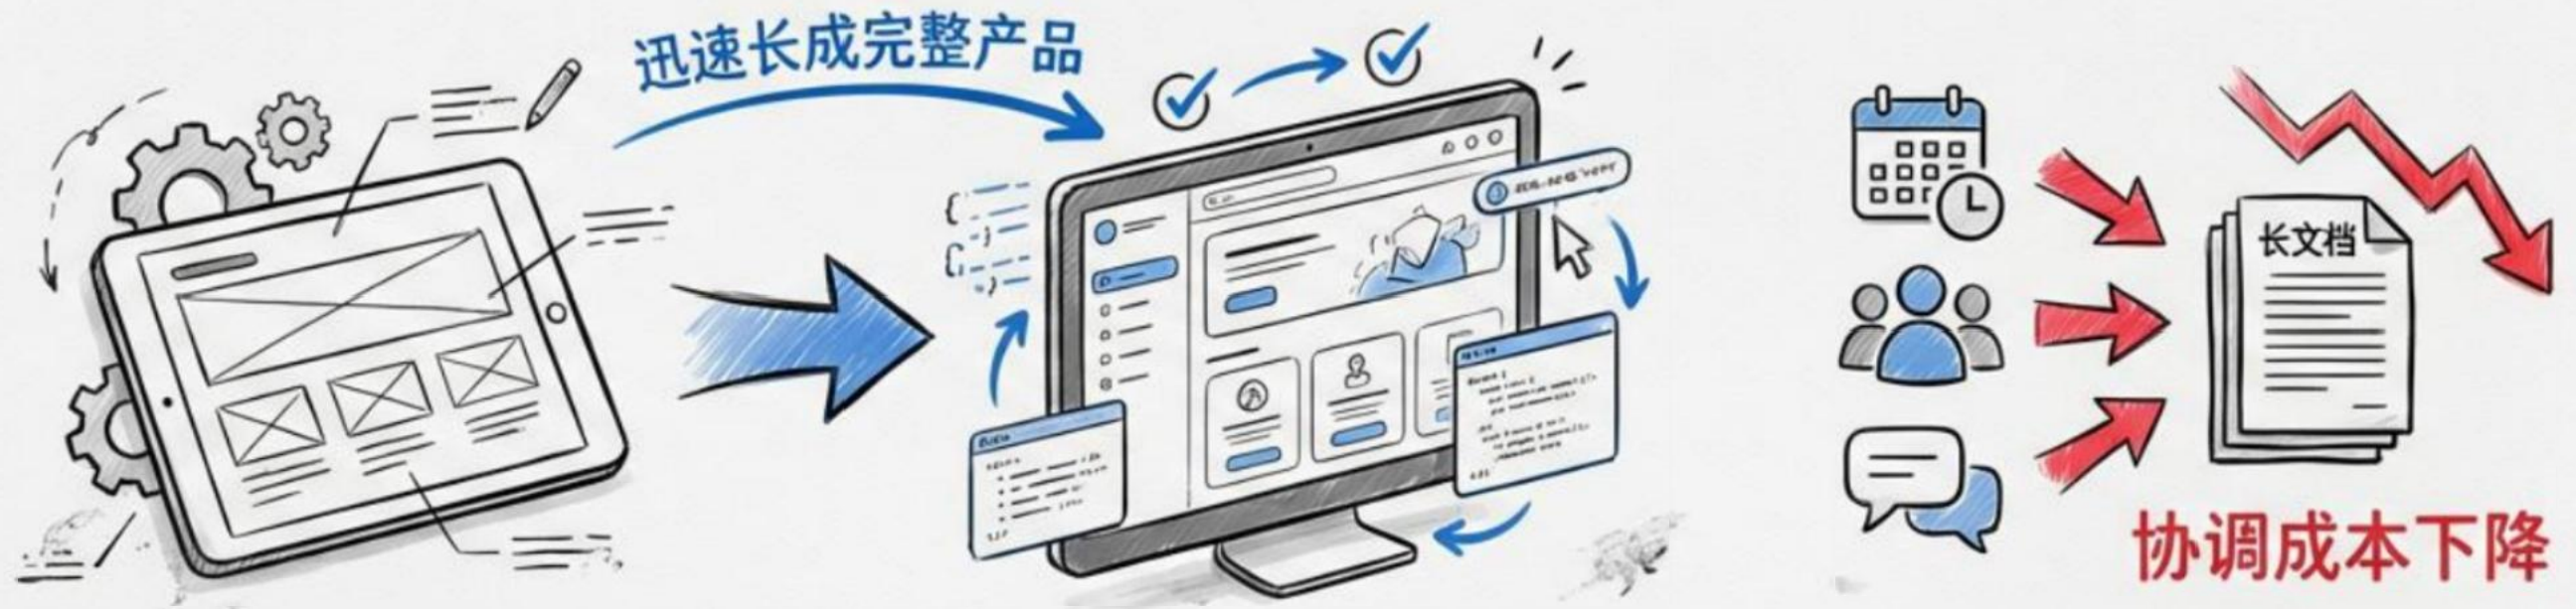 迅速长成完整产品
长文档
协调成本下降